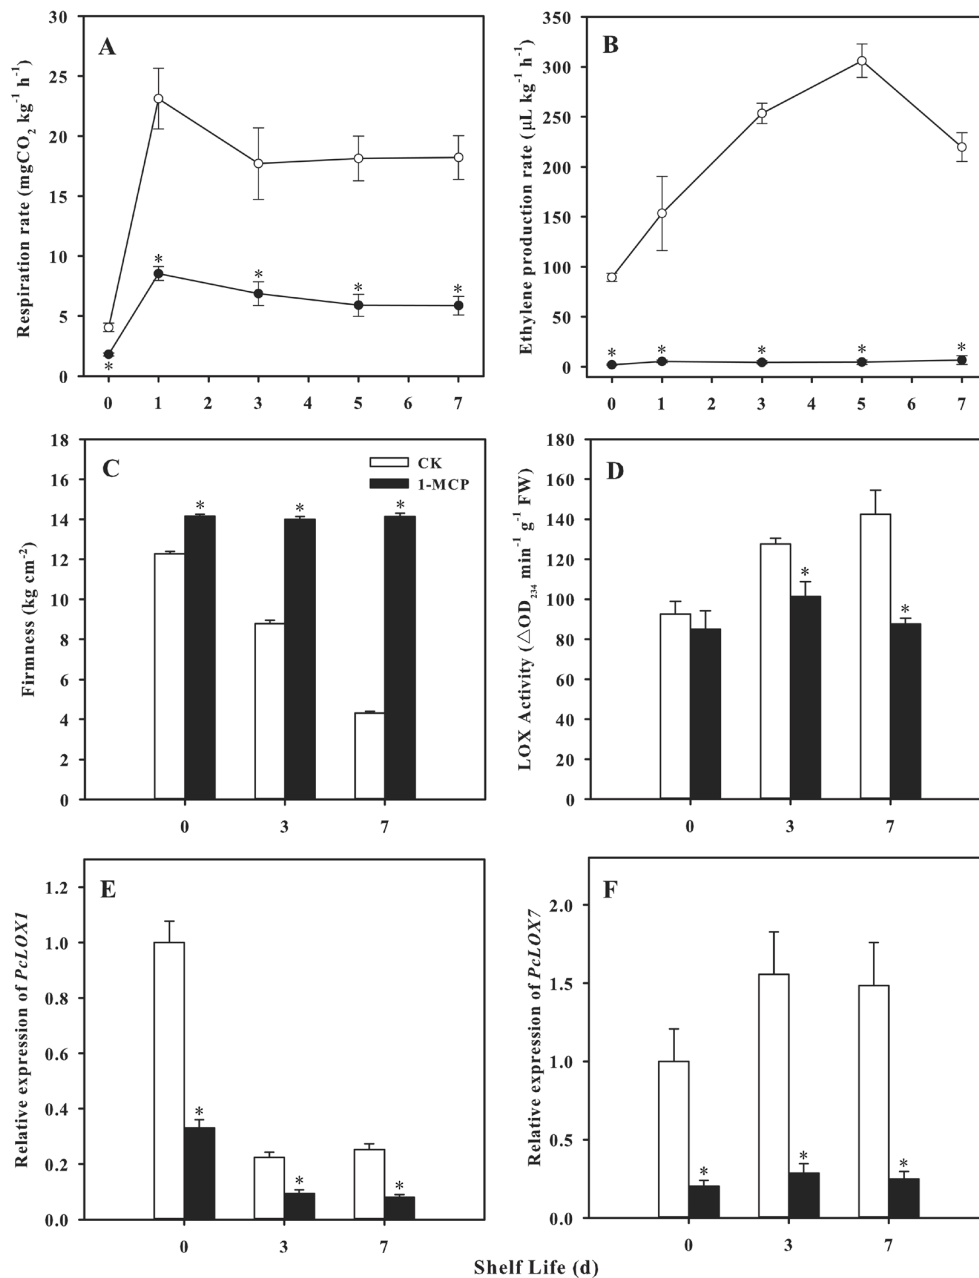 A
Respiration rate (mgCO2 kg-1 h-1)
30
25
20
15
10
5
0
*
*
*
*
*
0 1 2 3 4 5 6 7
B
Ethylene production rate (μL kg-1 h-1)
350
300
250
200
150
100
50
0
* * * * *
0 1 2 3 4 5 6 7
C
CK
1-MCP
Firmness (kg cm-2)
18
16
14
12
10
8
6
4
2
0
* * *
0 3 7
D
LOX Activity (△OD234 min-1 g-1 FW)
180
160
140
120
100
80
60
40
20
0
*
*
0 3 7
E
Relative expression of PcLOX1
1.2
1.0
0.8
0.6
0.4
0.2
0.0
*
*
*
0 3 7
F
Relative expression of PcLOX7
2.0
1.5
1.0
0.5
0.0
*
*
*
0 3 7
Shelf Life (d)